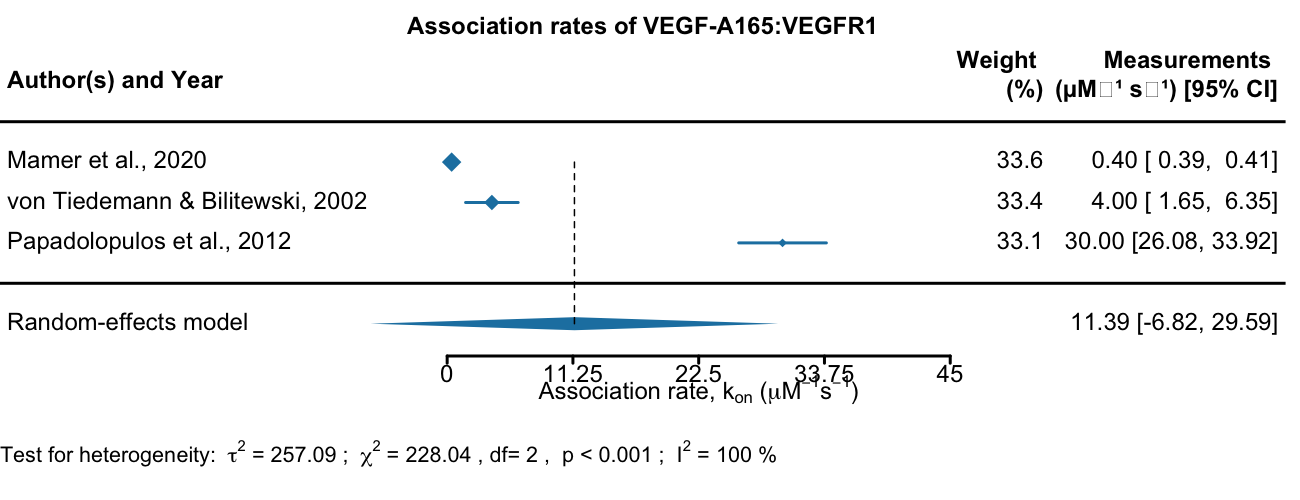 Association rates of VEGF-A165:VEGFR1
Author(s) and Year
Weight (%)
Measurements (µM□¹ s□¹) [95% CI]
Mamer et al., 2020 33.6 0.40 [ 0.39, 0.41]
von Tiedemann & Bilitewski, 2002 33.4 4.00 [ 1.65, 6.35]
Papadolopulos et al., 2012 33.1 30.00 [26.08, 33.92]
Random-effects model 11.39 [-6.82, 29.59]
0 11.25 22.5 33.75 45
Association rate, kon (μM⁻¹s⁻¹)
Test for heterogeneity: τ² = 257.09 ; χ² = 228.04 , df= 2 , p < 0.001 ; I² = 100 %